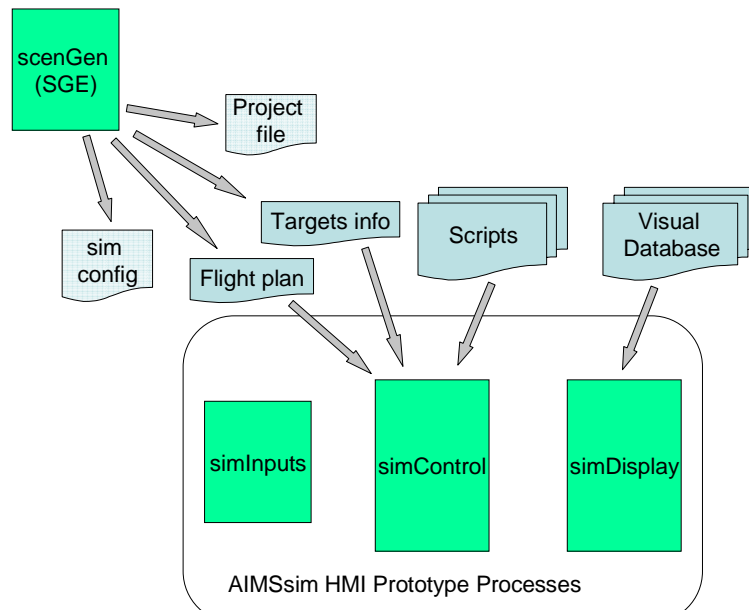 scenGen
(SGE)
Project
file
Targets info
Scripts
Visual
Database
sim
config
Flight plan
simInputs
simControl
simDisplay
AIMSsim HMI Prototype Processes